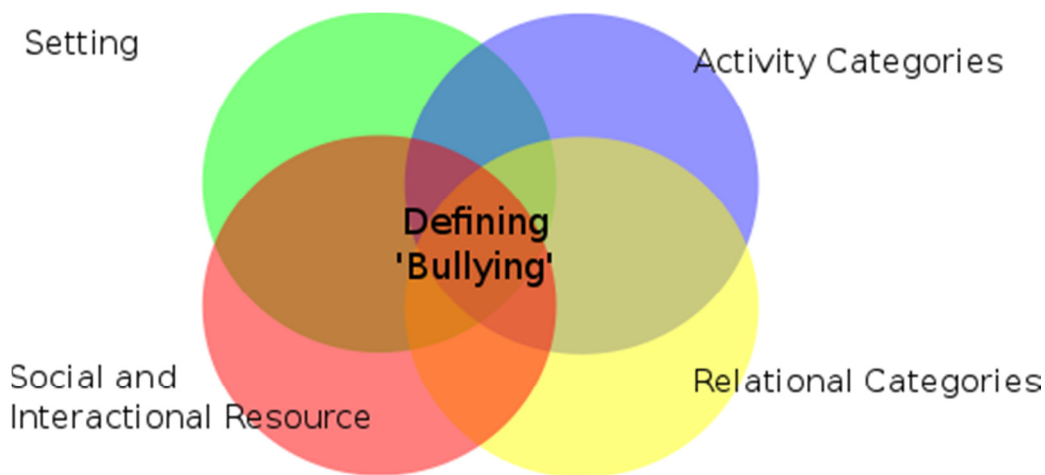 Setting
Activity Categories
Defining
'Bullying'
Social and
Interactional Resource
Relational Categories